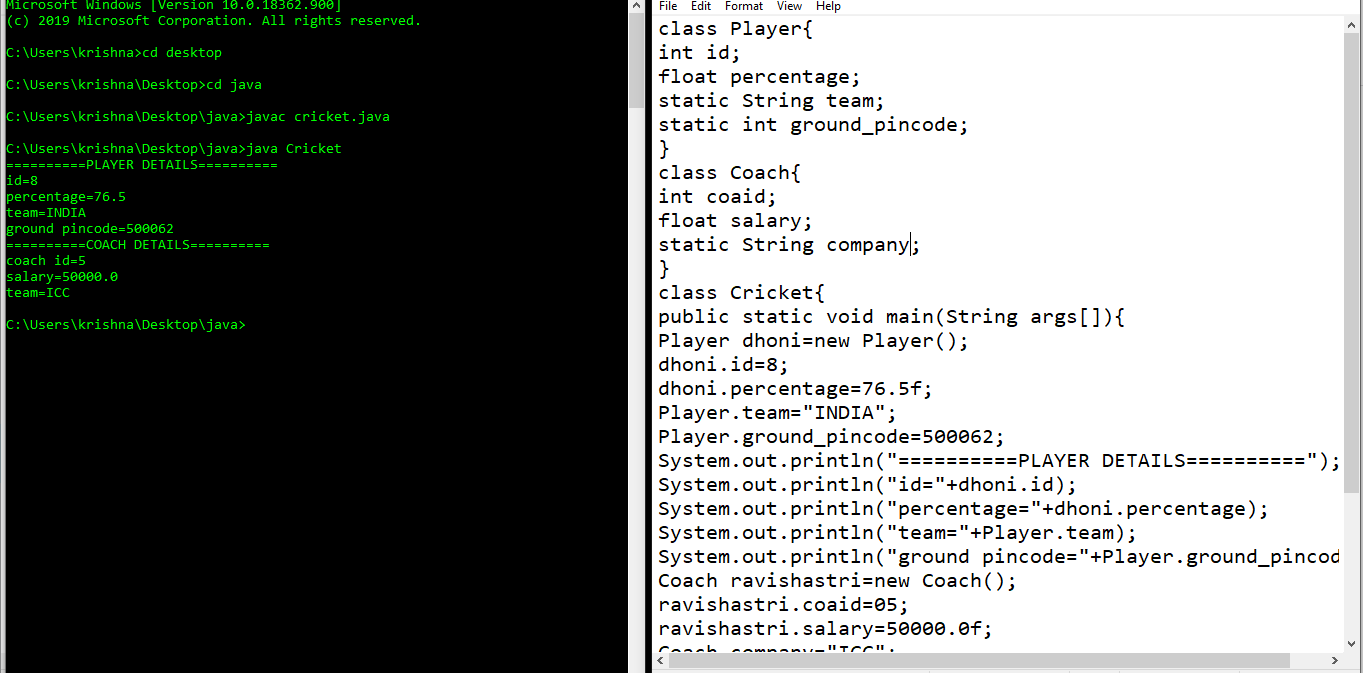 Microsoft Windows [Version 10.0.18362.900]
(c) 2019 Microsoft Corporation. All rights reserved.
C:\Users\krishna>cd desktop
C:\Users\krishna\Desktop>cd java
C:\Users\krishna\Desktop\java>javac cricket.java
C:\Users\krishna\Desktop\java>java Cricket
==========PLAYER DETAILS==========
id=8
percentage=76.5
team=INDIA
ground pincode=500062
==========COACH DETAILS==========
coach id=5
salary=50000.0
team=ICC
C:\Users\krishna\Desktop\java>
File Edit Format View Help
class Player{
int id;
float percentage;
static String team;
static int ground_pincode;
}
class Coach{
int coaid;
float salary;
static String company;
}
class Cricket{
public static void main(String args[]){
Player dhoni=new Player();
dhoni.id=8;
dhoni.percentage=76.5f;
Player.team="INDIA";
Player.ground_pincode=500062;
System.out.println("==========PLAYER DETAILS==========");
System.out.println("id="+dhoni.id);
System.out.println("percentage="+dhoni.percentage);
System.out.println("team="+Player.team);
System.out.println("ground pincode="+Player.ground_pincod
Coach ravishastri=new Coach();
ravishastri.coaid=05;
ravishastri.salary=50000.0f;
Coach.company="ICC";